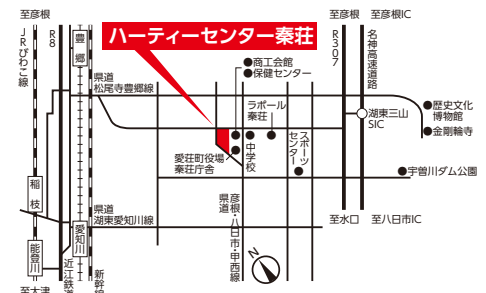 至彦根
至彦根
至彦根IC
JRびわこ線
R8
豊郷
ハーティーセンター秦荘
R307
名神高速道路
●商工会館
●保健センター
県道
松尾寺豊郷線
ラポール
秦荘
湖東三山
SIC
●歴史文化
博物館
●金剛輪寺
中学校
スポーツ
センター
愛荘町役場
秦荘庁舎
●宇曽川ダム公園
稲枝
県道
湖東愛知川線
彦根・八日市・甲西線
至水口
至八日市IC
愛知川
能登川
N
至大津
近江鉄道
新幹線